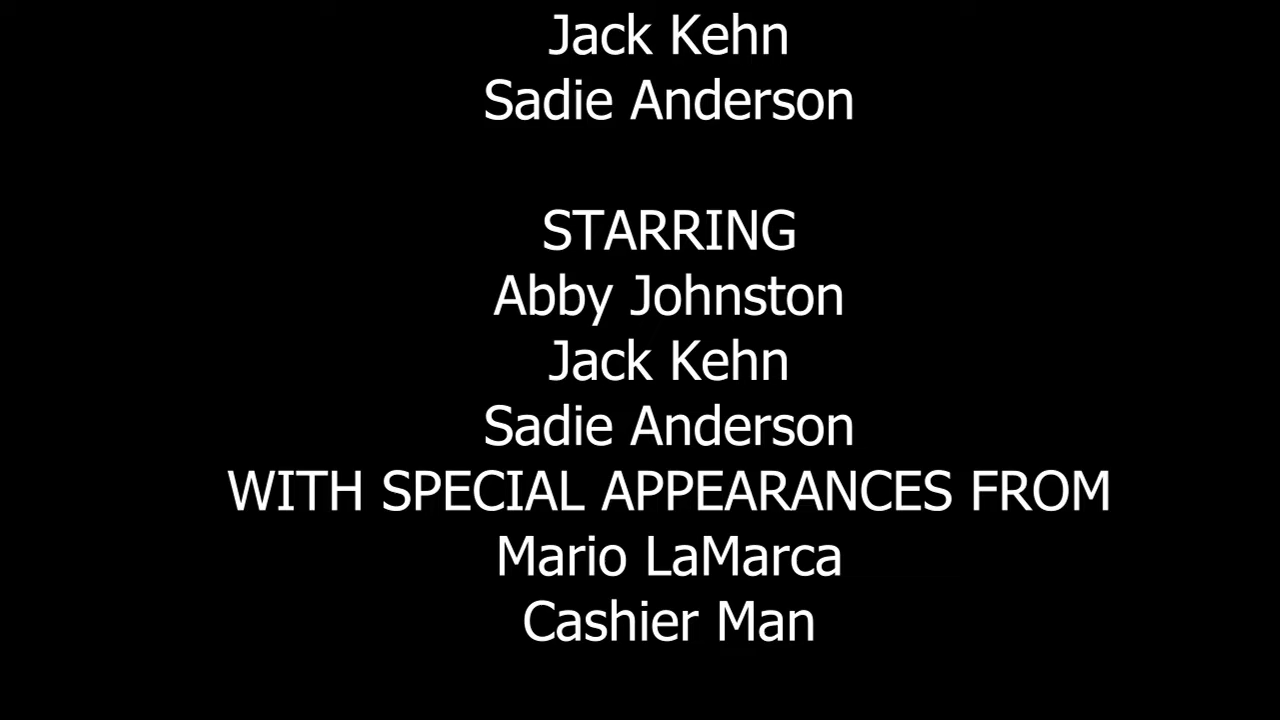 Jack Kehn
Sadie Anderson
STARRING
Abby Johnston
Jack Kehn
Sadie Anderson
WITH SPECIAL APPEARANCES FROM
Mario LaMarca
Cashier Man